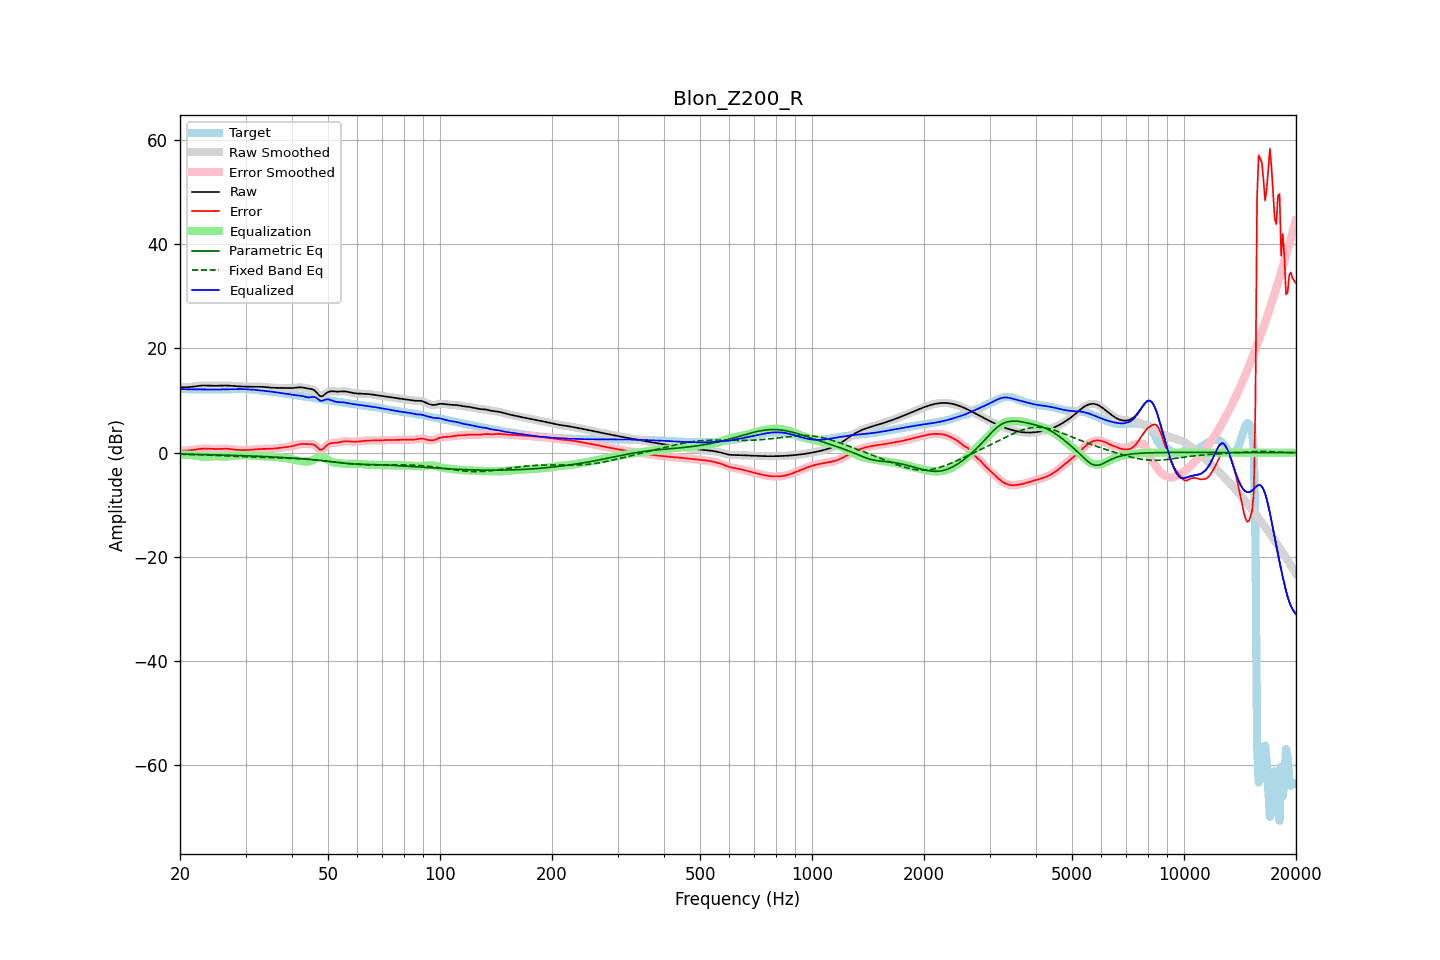 Blon_Z200_R
Target
Raw Smoothed
Error Smoothed
Raw
Error
Equalization
Parametric Eq
Fixed Band Eq
Equalized
60
40
20
0
−20
−40
−60
Amplitude (dBr)
20 50 100 200 500 1000 2000 5000 10000 20000
Frequency (Hz)